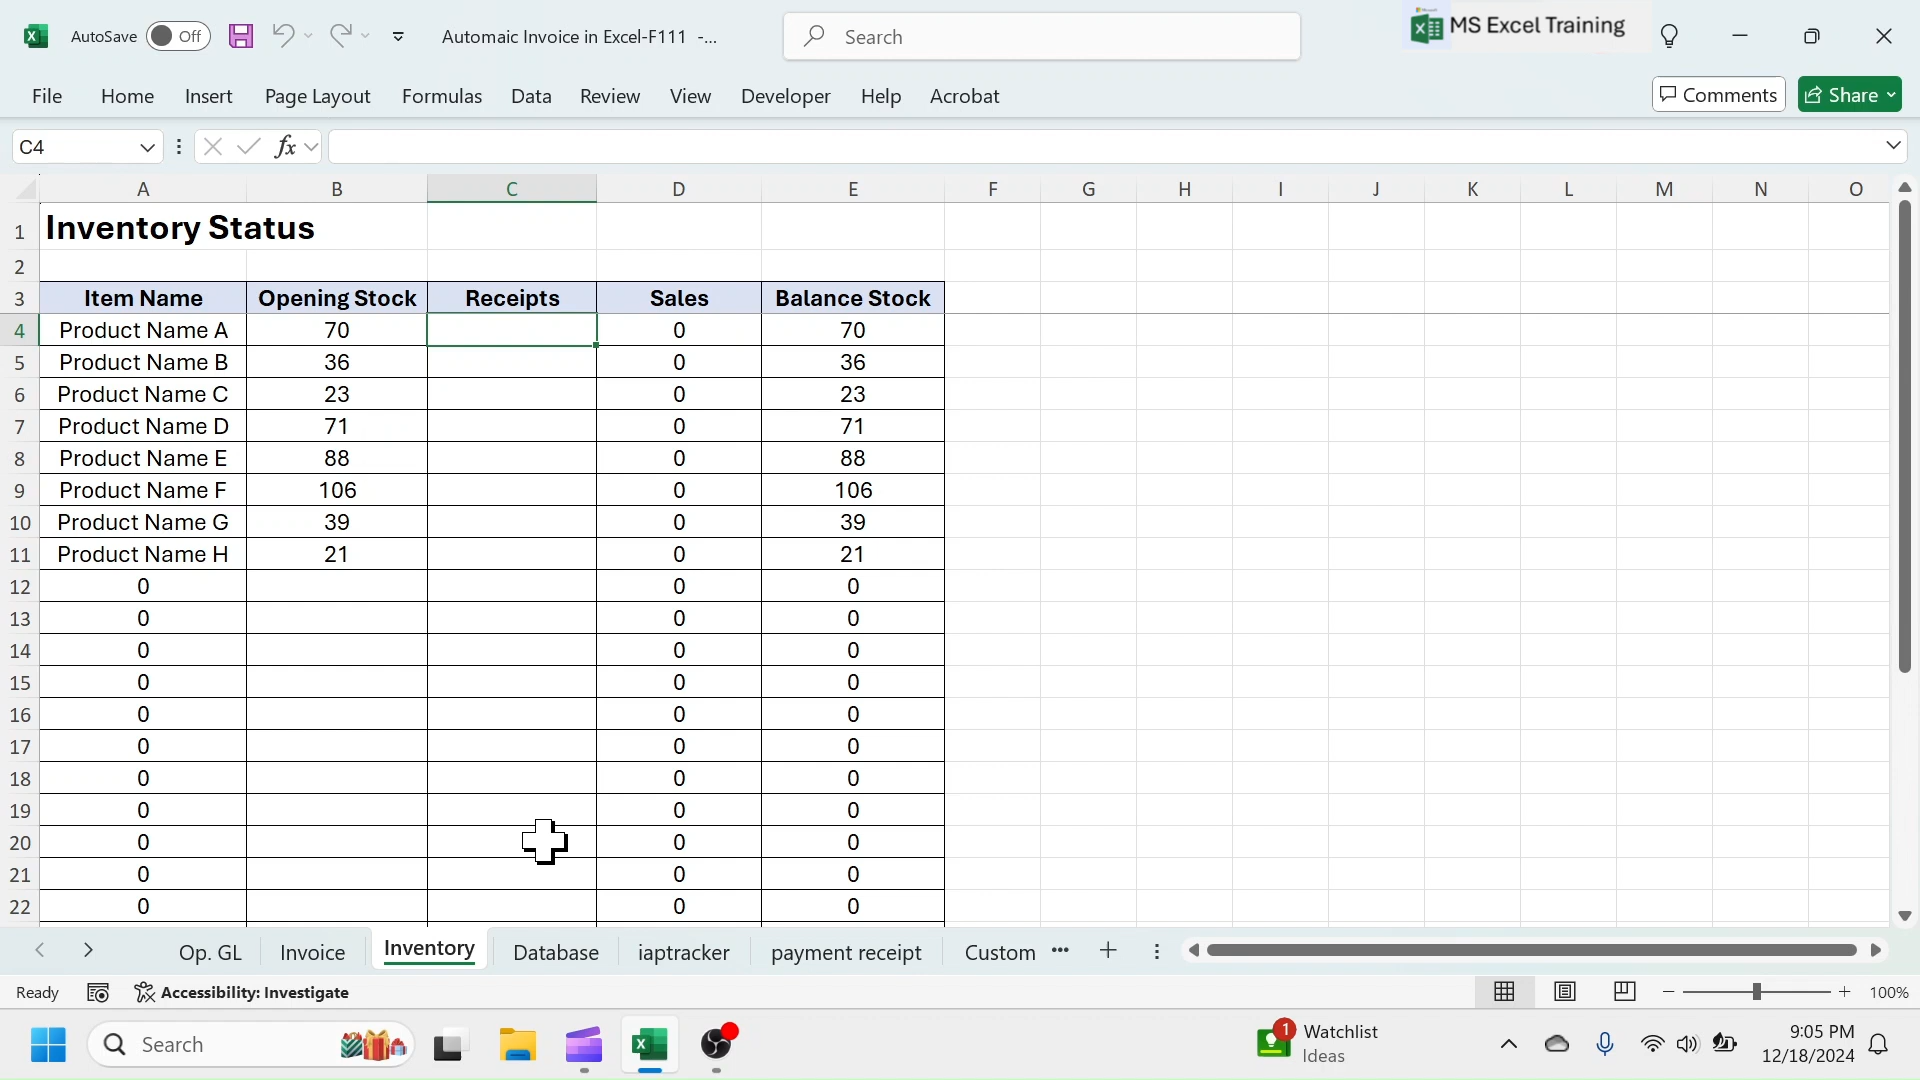 AutoSave Off Automaic Invoice in Excel-F111 -... Search MS Excel Training
File Home Insert Page Layout Formulas Data Review View Developer Help Acrobat Comments Share
C4 fx
A B C D E F G H I J K L M N O
1 Inventory Status
2
3 Item Name Opening Stock Receipts Sales Balance Stock
4 Product Name A 70 0 70
5 Product Name B 36 0 36
6 Product Name C 23 0 23
7 Product Name D 71 0 71
8 Product Name E 88 0 88
9 Product Name F 106 0 106
10 Product Name G 39 0 39
11 Product Name H 21 0 21
12 0 0 0
13 0 0 0
14 0 0 0
15 0 0 0
16 0 0 0
17 0 0 0
18 0 0 0
19 0 0 0
20 0 0 0
21 0 0 0
22 0 0 0
Op. GL Invoice Inventory Database iaptracker payment receipt Custom
Ready Accessibility: Investigate 100%
Search 1 Watchlist 9:05 PM
Ideas 12/18/2024